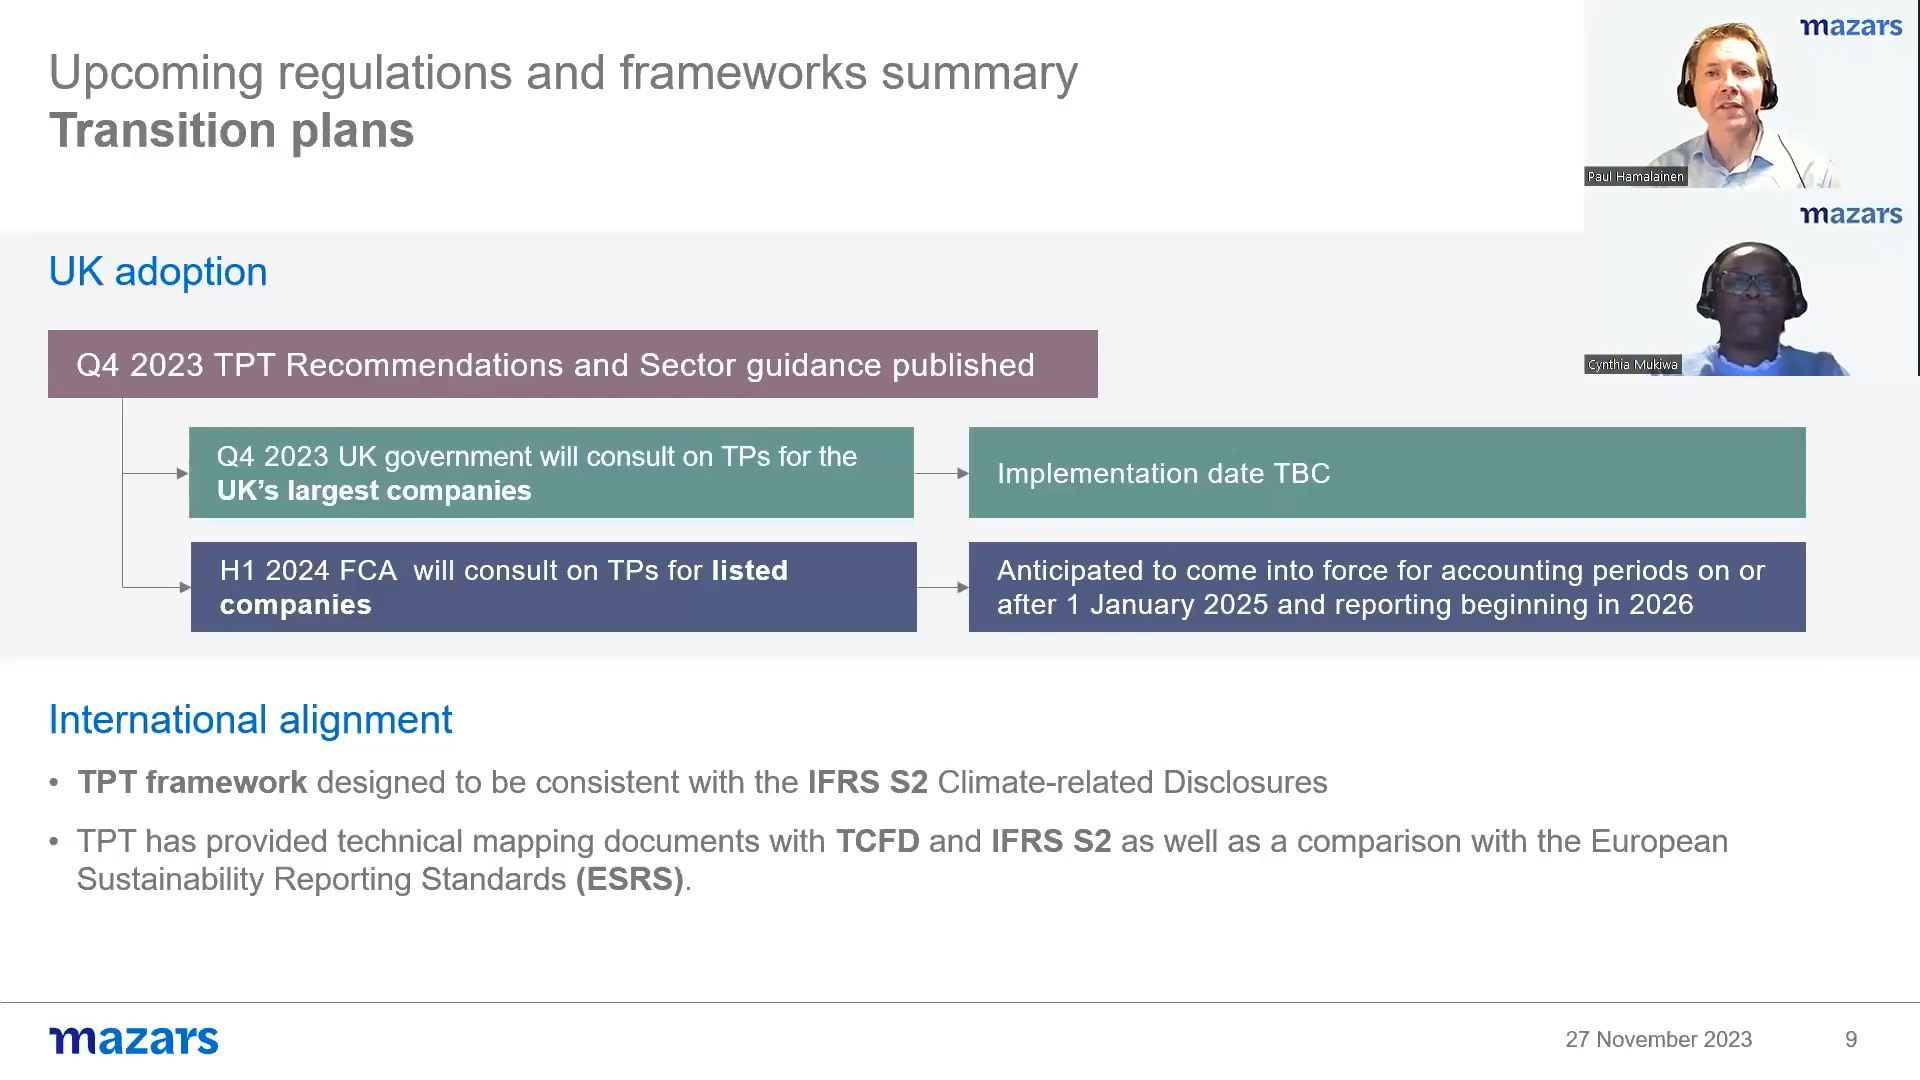 Upcoming regulations and frameworks summary
Transition plans
mazars
Paul Hamalainen
mazars
Cynthia Mukiwa
UK adoption
Q4 2023 TPT Recommendations and Sector guidance published
Q4 2023 UK government will consult on TPs for the
UK’s largest companies
Implementation date TBC
H1 2024 FCA  will consult on TPs for listed
companies
Anticipated to come into force for accounting periods on or
after 1 January 2025 and reporting beginning in 2026
International alignment
• TPT framework designed to be consistent with the IFRS S2 Climate-related Disclosures
• TPT has provided technical mapping documents with TCFD and IFRS S2 as well as a comparison with the European
Sustainability Reporting Standards (ESRS).
mazars
27 November 2023
9